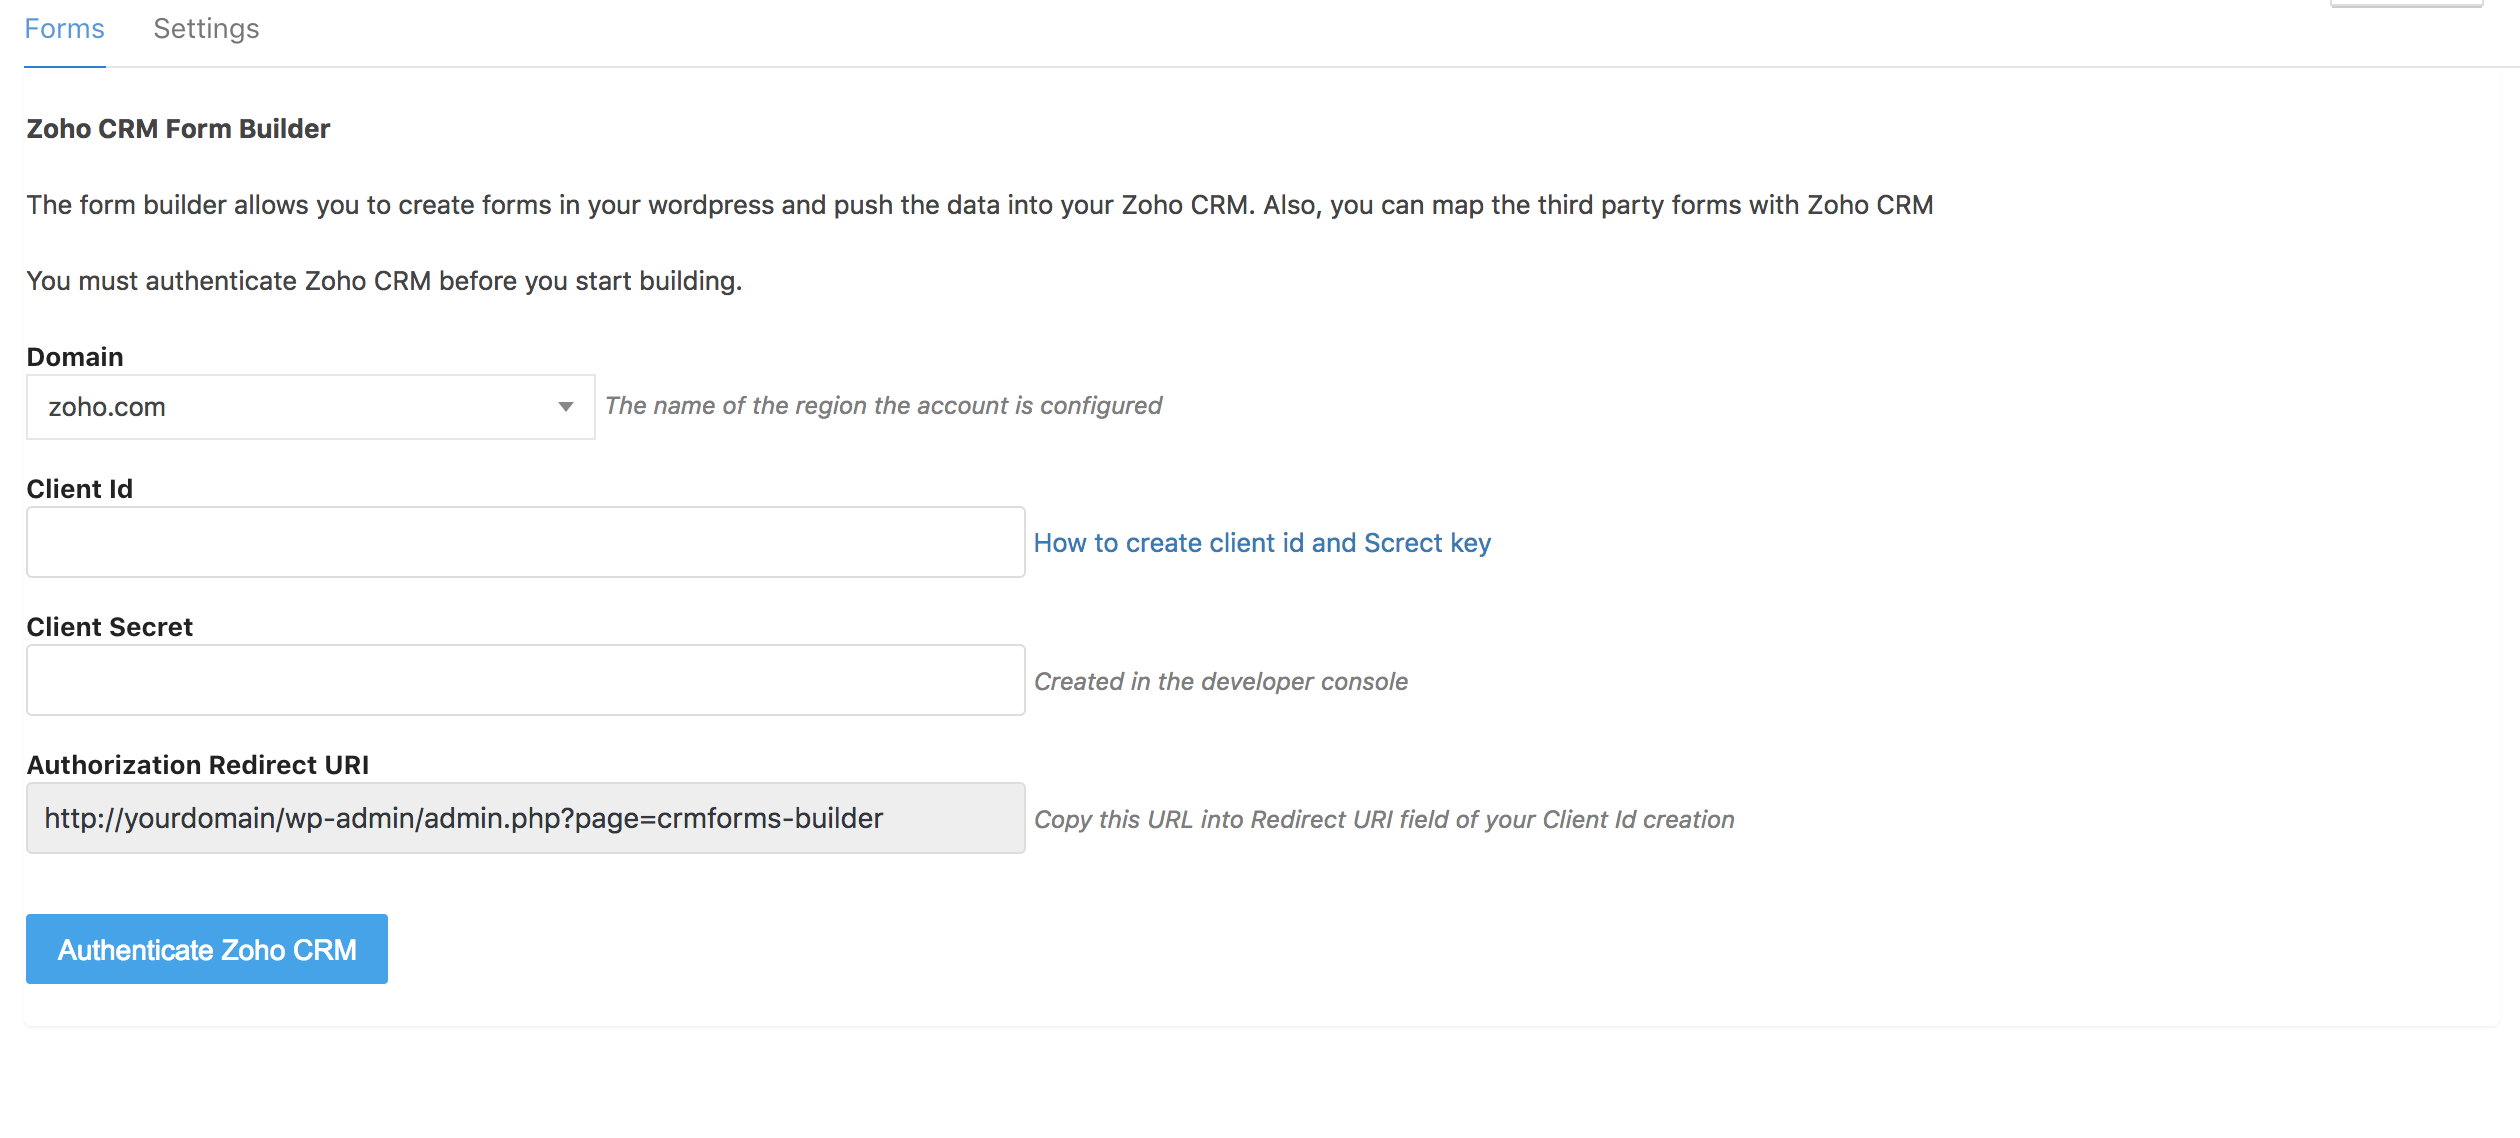 Forms Settings
Zoho CRM Form Builder
The form builder allows you to create forms in your wordpress and push the data into your Zoho CRM. Also, you can map the third party forms with Zoho CRM
You must authenticate Zoho CRM before you start building.
Domain
zoho.com The name of the region the account is configured
Client Id
How to create client id and Screct key
Client Secret
Created in the developer console
Authorization Redirect URI
http://yourdomain/wp-admin/admin.php?page=crmforms-builder Copy this URL into Redirect URI field of your Client Id creation
Authenticate Zoho CRM